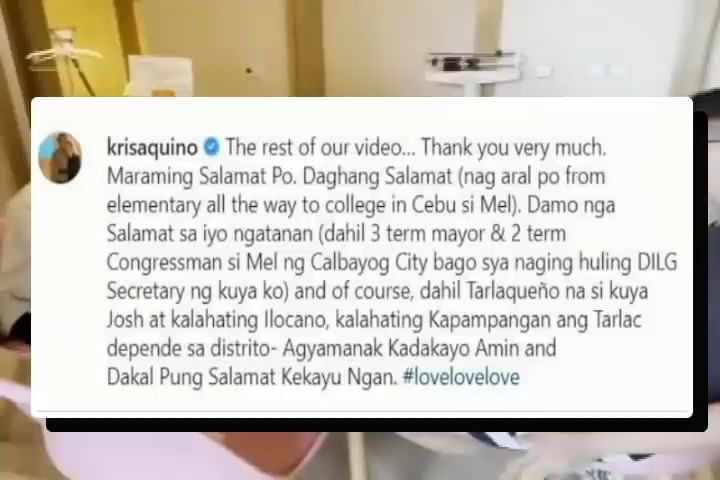 krisaquino The rest of our video... Thank you very much.
Maraming Salamat Po. Daghang Salamat (nag aral po from
elementary all the way to college in Cebu si Mel). Damo nga
Salamat sa iyo ngatanan (dahil 3 term mayor & 2 term
Congressman si Mel ng Calbayog City bago sya naging huling DILG
Secretary ng kuya ko) and of course, dahil Tarlaqueño na si kuya
Josh at kalahating Ilocano, kalahating Kapampangan ang Tarlac
depende sa distrito- Agyamanak Kadakayo Amin and
Dakal Pung Salamat Kekayu Ngan. #lovelovelove